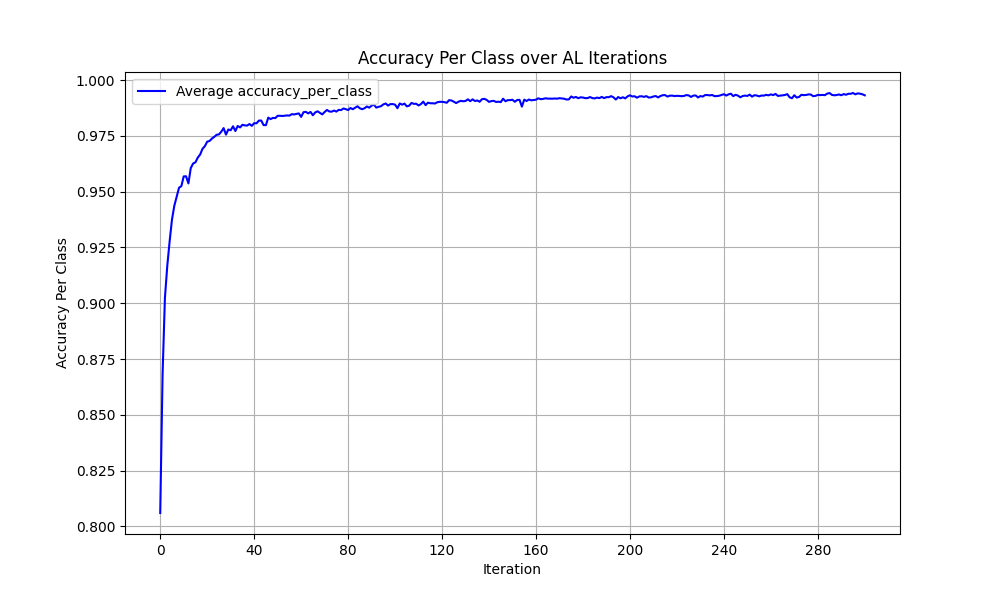 Accuracy Per Class over AL Iterations
Average accuracy_per_class
Accuracy Per Class
1.000
0.975
0.950
0.925
0.900
0.875
0.850
0.825
0.800
0 40 80 120 160 200 240 280
Iteration